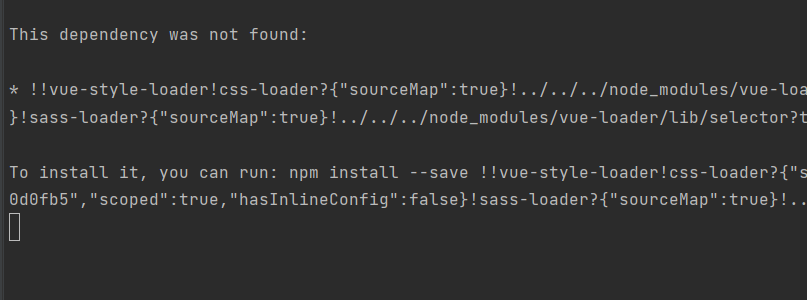 This dependency was not found:
* !!vue-style-loader!css-loader?{"sourceMap":true}!../../../node_modules/vue-loa
}!sass-loader?{"sourceMap":true}!../../../node_modules/vue-loader/lib/selector?t
To install it, you can run: npm install --save !!vue-style-loader!css-loader?{"s
0d0fb5","scoped":true,"hasInlineConfig":false}!sass-loader?{"sourceMap":true}!..